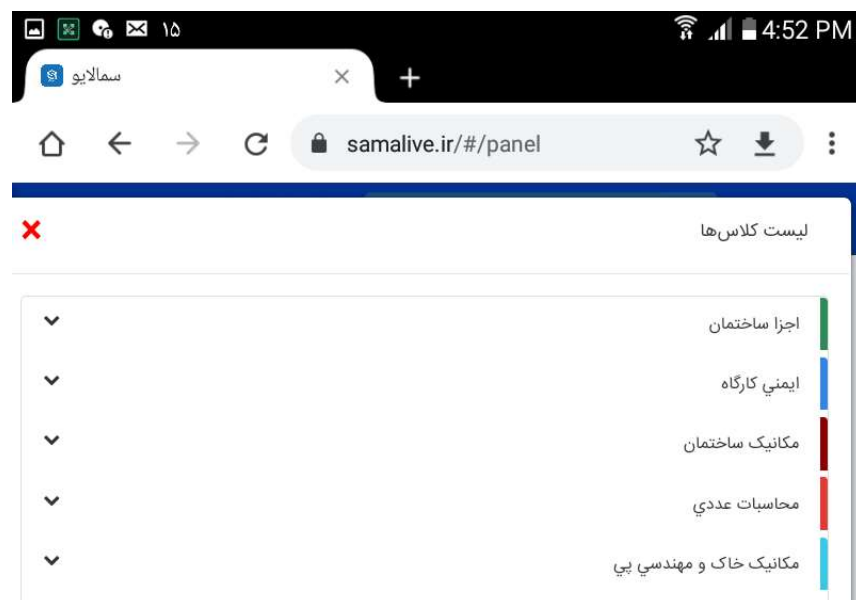 ۱۵ 4:52 PM
سمالایو
samalive.ir/#/panel
لیست کلاس‌ها
اجزا ساختمان
ایمني کارگاه
مکانیک ساختمان
محاسبات عددي
مکانیک خاک و مهندسي پي